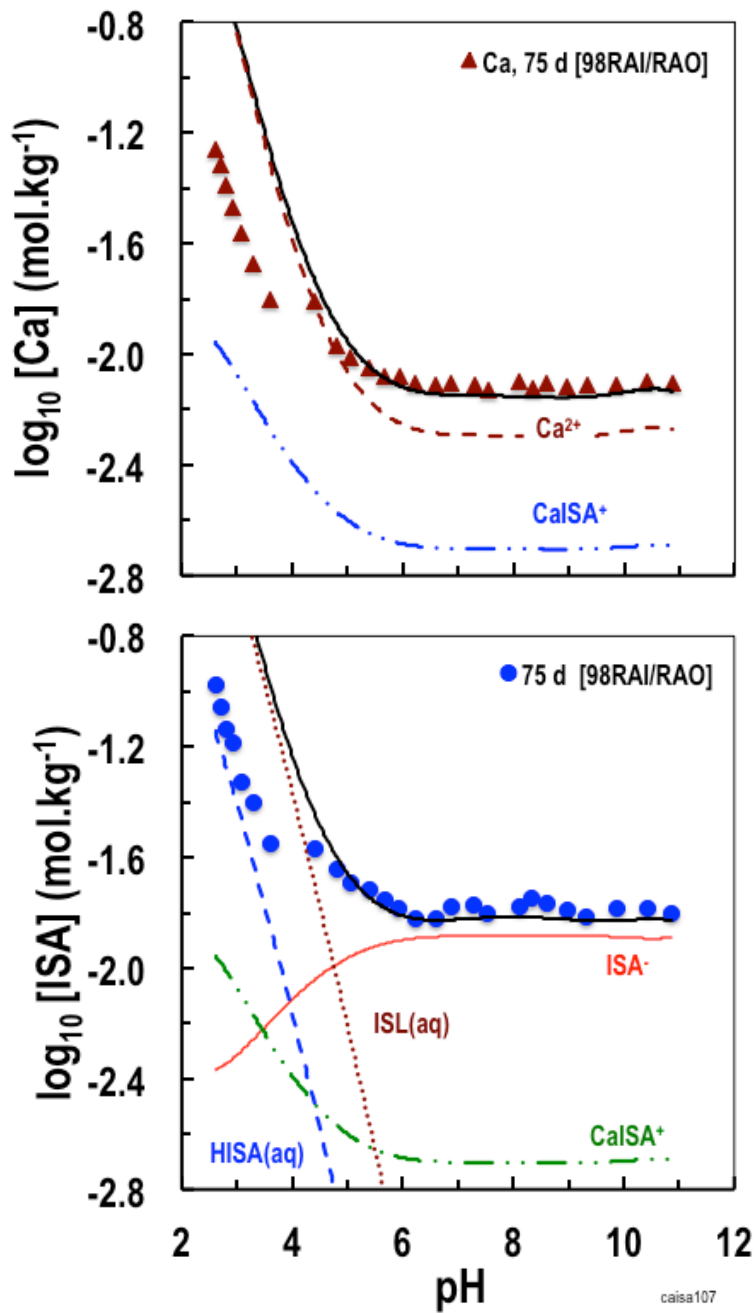 -0.8
-1.2
-1.6
-2.0
-2.4
-2.8
log₁₀ [Ca] (mol.kg⁻¹)
Ca, 75 d [98RAI/RAO]
Ca²⁺
CaISA⁺
-0.8
-1.2
-1.6
-2.0
-2.4
-2.8
log₁₀ [ISA] (mol.kg⁻¹)
75 d [98RAI/RAO]
ISA⁻
ISL(aq)
CaISA⁺
HISA(aq)
2 4 6 8 10 12
pH
caisa107